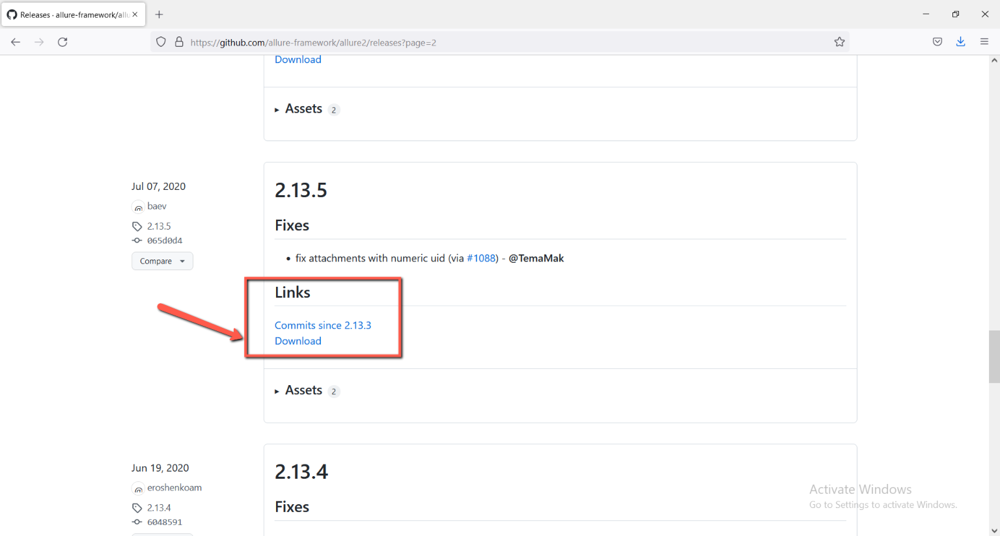 Releases · allure-framework/allu
https://github.com/allure-framework/allure2/releases?page=2
Download
Assets 2
Jul 07, 2020
baev
2.13.5
065d0d4
Compare
2.13.5
Fixes
fix attachments with numeric uid (via #1088) - @TemaMak
Links
Commits since 2.13.3
Download
Assets 2
Jun 19, 2020
eroshenkoam
2.13.4
6048591
2.13.4
Fixes
Activate Windows
Go to Settings to activate Windows.